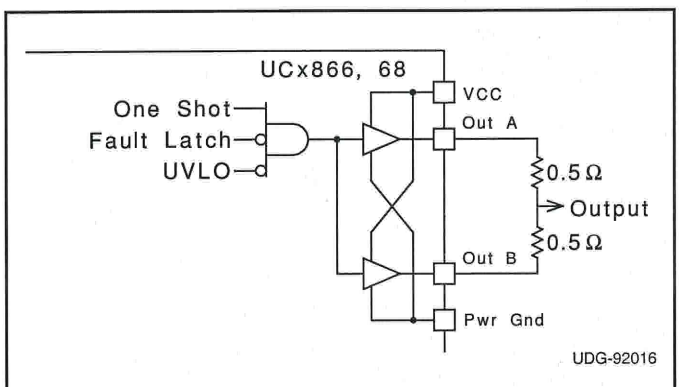 UCx866, 68
VCC
One Shot
Out A
Fault Latch
UVLO
0.5Ω
Output
0.5Ω
Out B
Pwr Gnd
UDG-92016